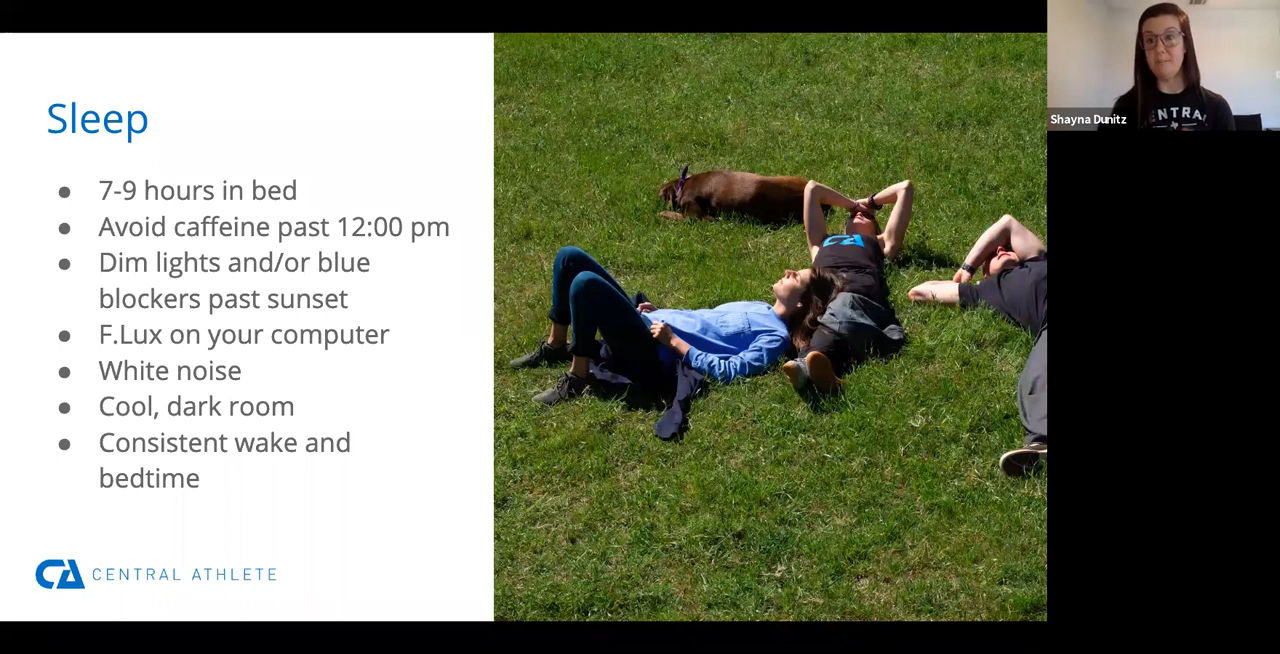 Sleep
● 7-9 hours in bed
● Avoid caffeine past 12:00 pm
● Dim lights and/or blue
blockers past sunset
● F.Lux on your computer
● White noise
● Cool, dark room
● Consistent wake and
bedtime
CA CENTRAL ATHLETE
Shayna Dunitz